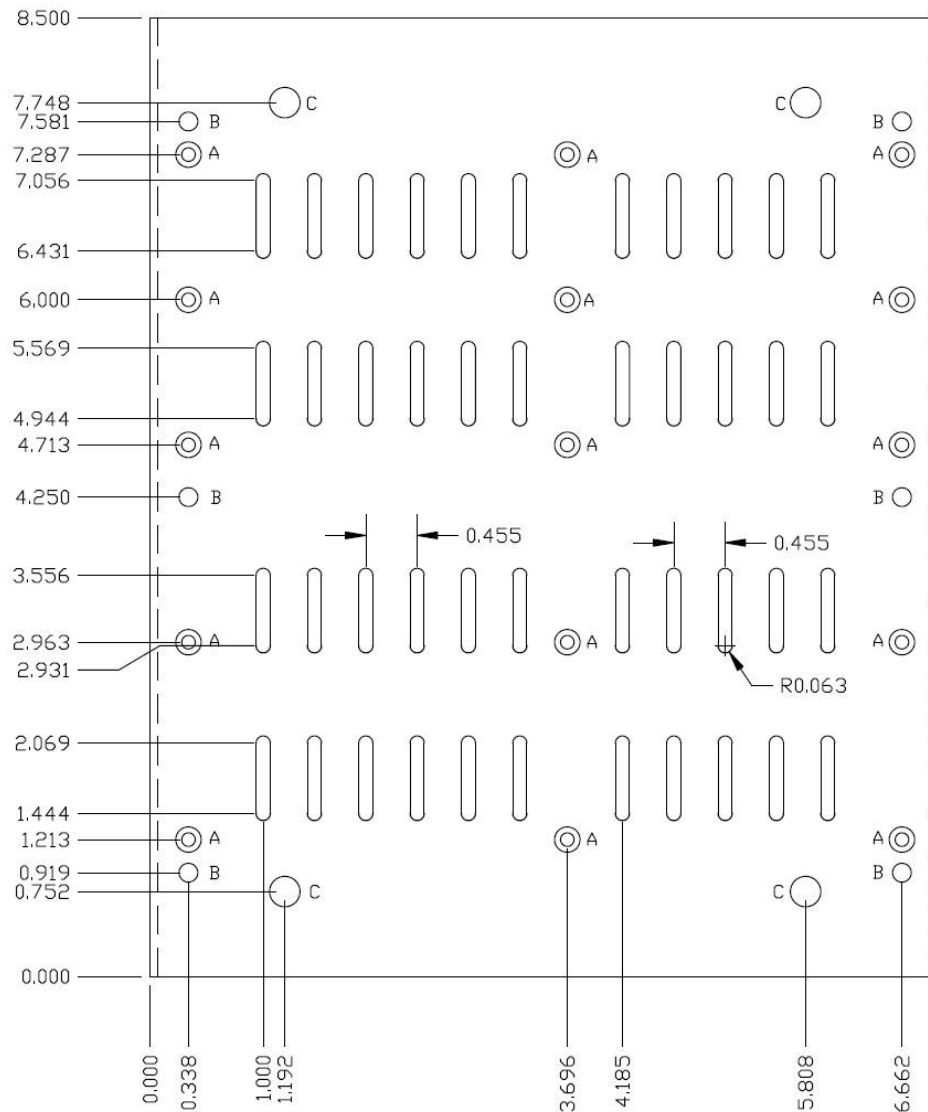 8.500
7.748
C
C
7.581
B
B
7.287
A
A
A
7.056
6.431
6.000
A
A
A
5.569
4.944
4.713
A
A
A
4.250
B
B
0.455
0.455
3.556
2.963
A
A
A
2.931
R0.063
2.069
1.444
1.213
A
A
A
0.919
B
B
0.752
C
C
0.000
0.000
0.338
1.000
1.192
3.696
4.185
5.808
6.662